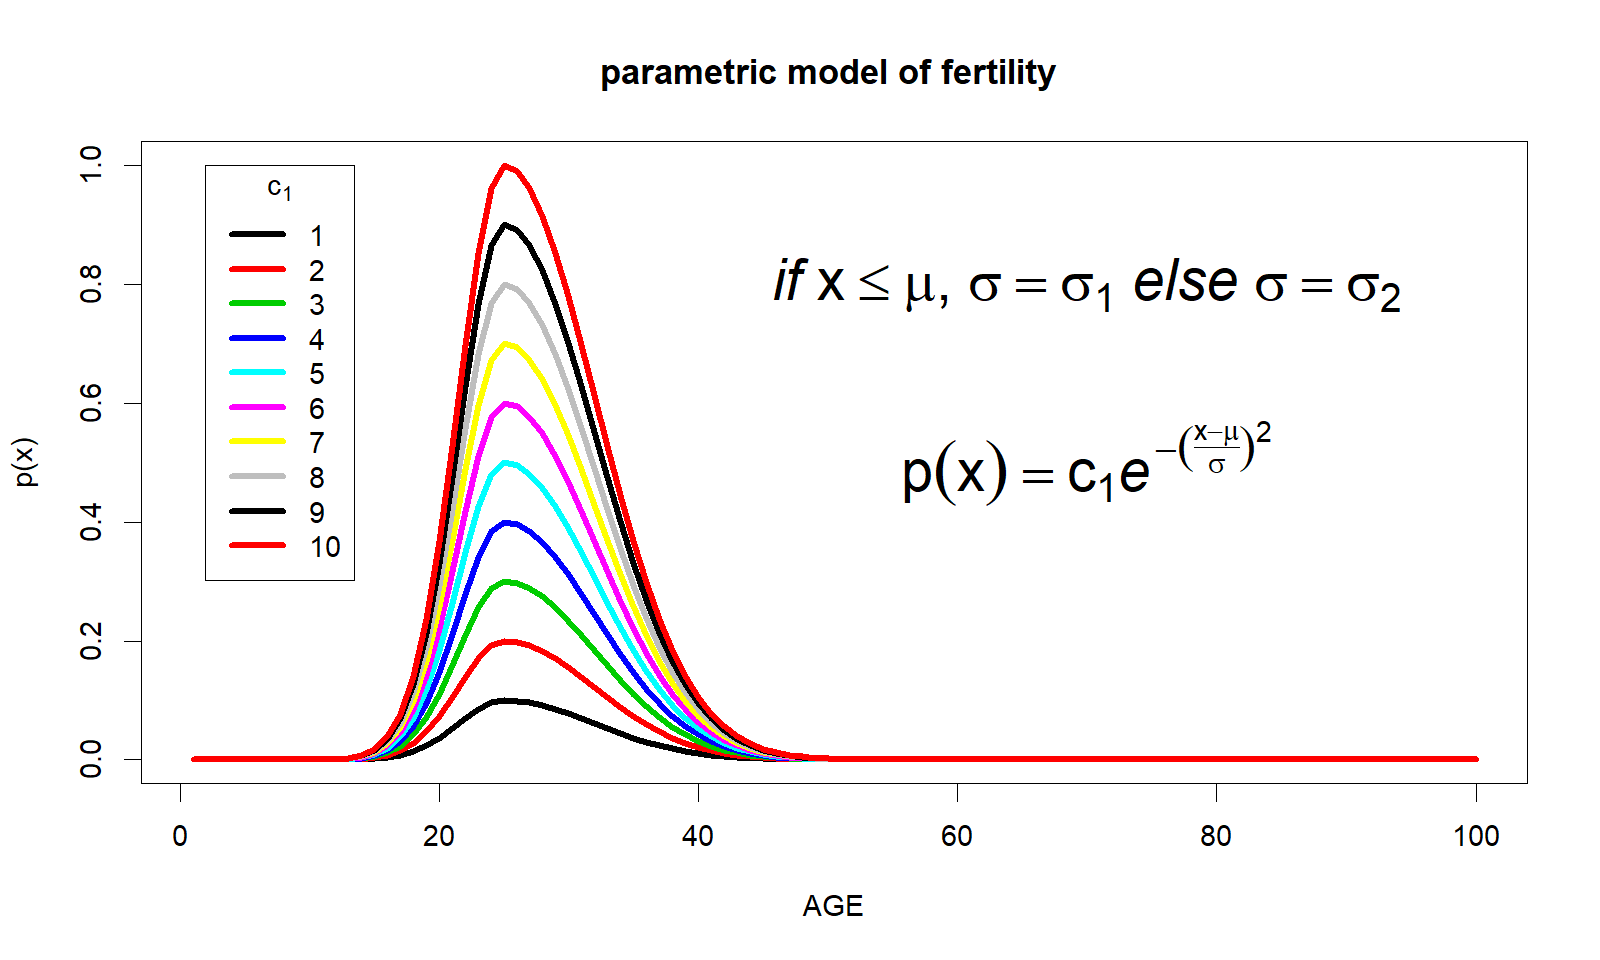 parametric model of fertility
p(x)
1.0
0.8
0.6
0.4
0.2
0.0
c₁
1
2
3
4
5
6
7
8
9
10
if x ≤ μ, σ = σ₁ else σ = σ₂
p(x) = c₁e^−((x−μ)/σ)²
0 20 40 60 80 100
AGE